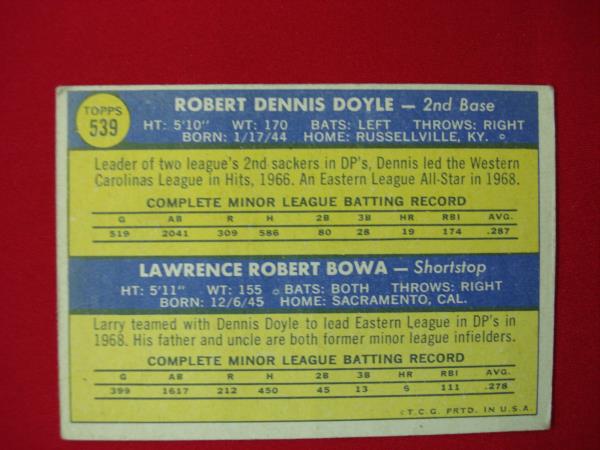 TOPPS
539
ROBERT DENNIS DOYLE — 2nd Base
HT: 5'10" WT: 170 BATS: LEFT THROWS: RIGHT
BORN: 1/17/44 HOME: RUSSELLVILLE, KY.
Leader of two league's 2nd sackers in DP's, Dennis led the Western
Carolinas League in Hits, 1966. An Eastern League All-Star in 1968.
COMPLETE MINOR LEAGUE BATTING RECORD
G AB R H 2B 3B HR RBI AVG.
519 2041 309 586 80 28 19 174 .287
LAWRENCE ROBERT BOWA — Shortstop
HT: 5'11" WT: 155 BATS: BOTH THROWS: RIGHT
BORN: 12/6/45 HOME: SACRAMENTO, CAL.
Larry teamed with Dennis Doyle to lead Eastern League in DP's in
1968. His father and uncle are both former minor league infielders.
COMPLETE MINOR LEAGUE BATTING RECORD
G AB R H 2B 3B HR RBI AVG.
399 1617 212 450 45 13 6 111 .278
©T.C.G. PRTD. IN U.S.A.